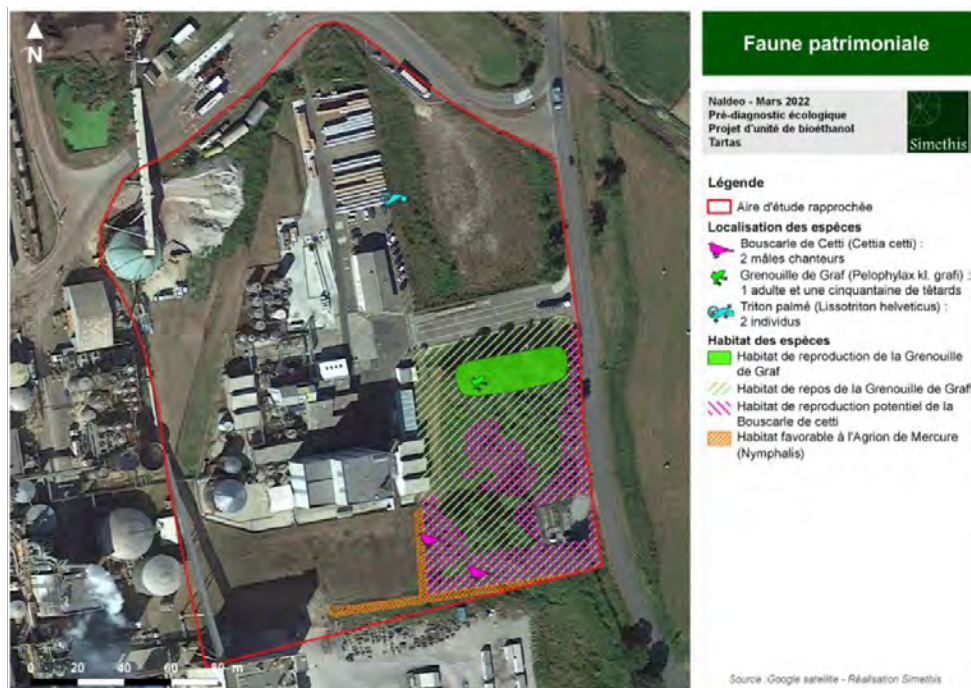 N
0 20 40 60 80 m
Faune patrimoniale
Naldeo - Mars 2022
Pré-diagnostic écologique
Projet d'unité de bioéthanol
Tartas
Simethis
Légende
Aire d'étude rapprochée
Localisation des espèces
Bouscarle de Cetti (Cettia cetti) :
2 mâles chanteurs
Grenouille de Graf (Pelophylax kl. grafi) :
1 adulte et une cinquantaine de têtards
Triton palmé (Lissotriton helveticus) :
2 individus
Habitat des espèces
Habitat de reproduction de la Grenouille
de Graf
Habitat de repos de la Grenouille de Graf
Habitat de reproduction potentiel de la
Bouscarle de cetti
Habitat favorable à l'Agrion de Mercure
(Nymphalis)
Source : Google satellite - Réalisation Simethis